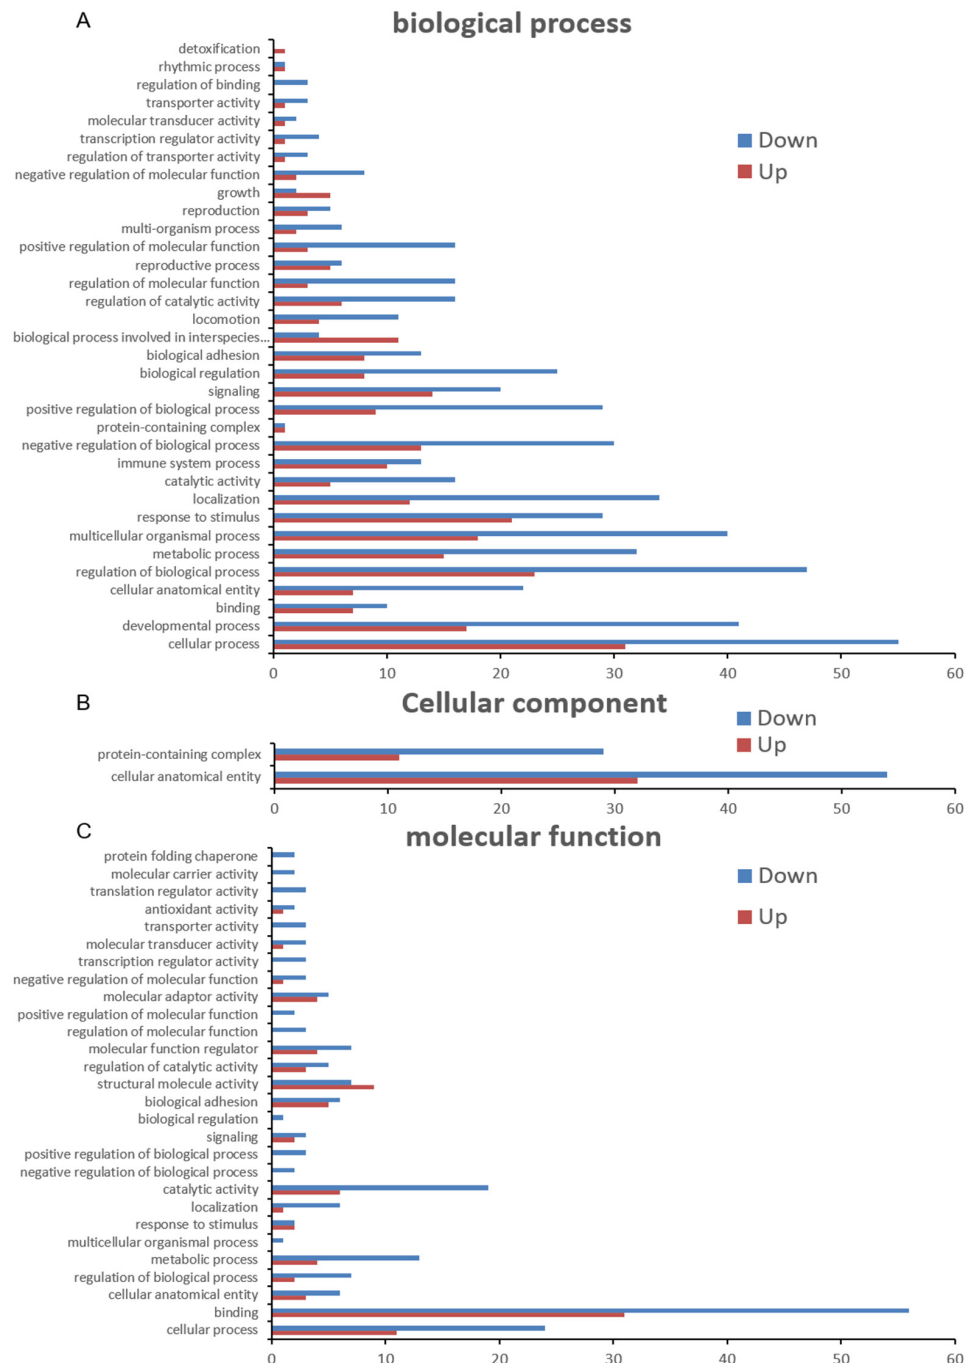 A
biological process
detoxification
rhythmic process
regulation of binding
transporter activity
molecular transducer activity
transcription regulator activity
regulation of transporter activity
negative regulation of molecular function
growth
reproduction
multi-organism process
positive regulation of molecular function
reproductive process
regulation of molecular function
regulation of catalytic activity
locomotion
biological process involved in interspecies...
biological adhesion
biological regulation
signaling
positive regulation of biological process
protein-containing complex
negative regulation of biological process
immune system process
catalytic activity
localization
response to stimulus
multicellular organismal process
metabolic process
regulation of biological process
cellular anatomical entity
binding
developmental process
cellular process
Down
Up
0 10 20 30 40 50 60
B
Cellular component
Down
Up
protein-containing complex
cellular anatomical entity
0 10 20 30 40 50 60
C
molecular function
protein folding chaperone
molecular carrier activity
translation regulator activity
antioxidant activity
transporter activity
molecular transducer activity
transcription regulator activity
negative regulation of molecular function
molecular adaptor activity
positive regulation of molecular function
regulation of molecular function
molecular function regulator
regulation of catalytic activity
structural molecule activity
biological adhesion
biological regulation
signaling
positive regulation of biological process
negative regulation of biological process
catalytic activity
localization
response to stimulus
multicellular organismal process
metabolic process
regulation of biological process
cellular anatomical entity
binding
cellular process
Down
Up
0 10 20 30 40 50 60